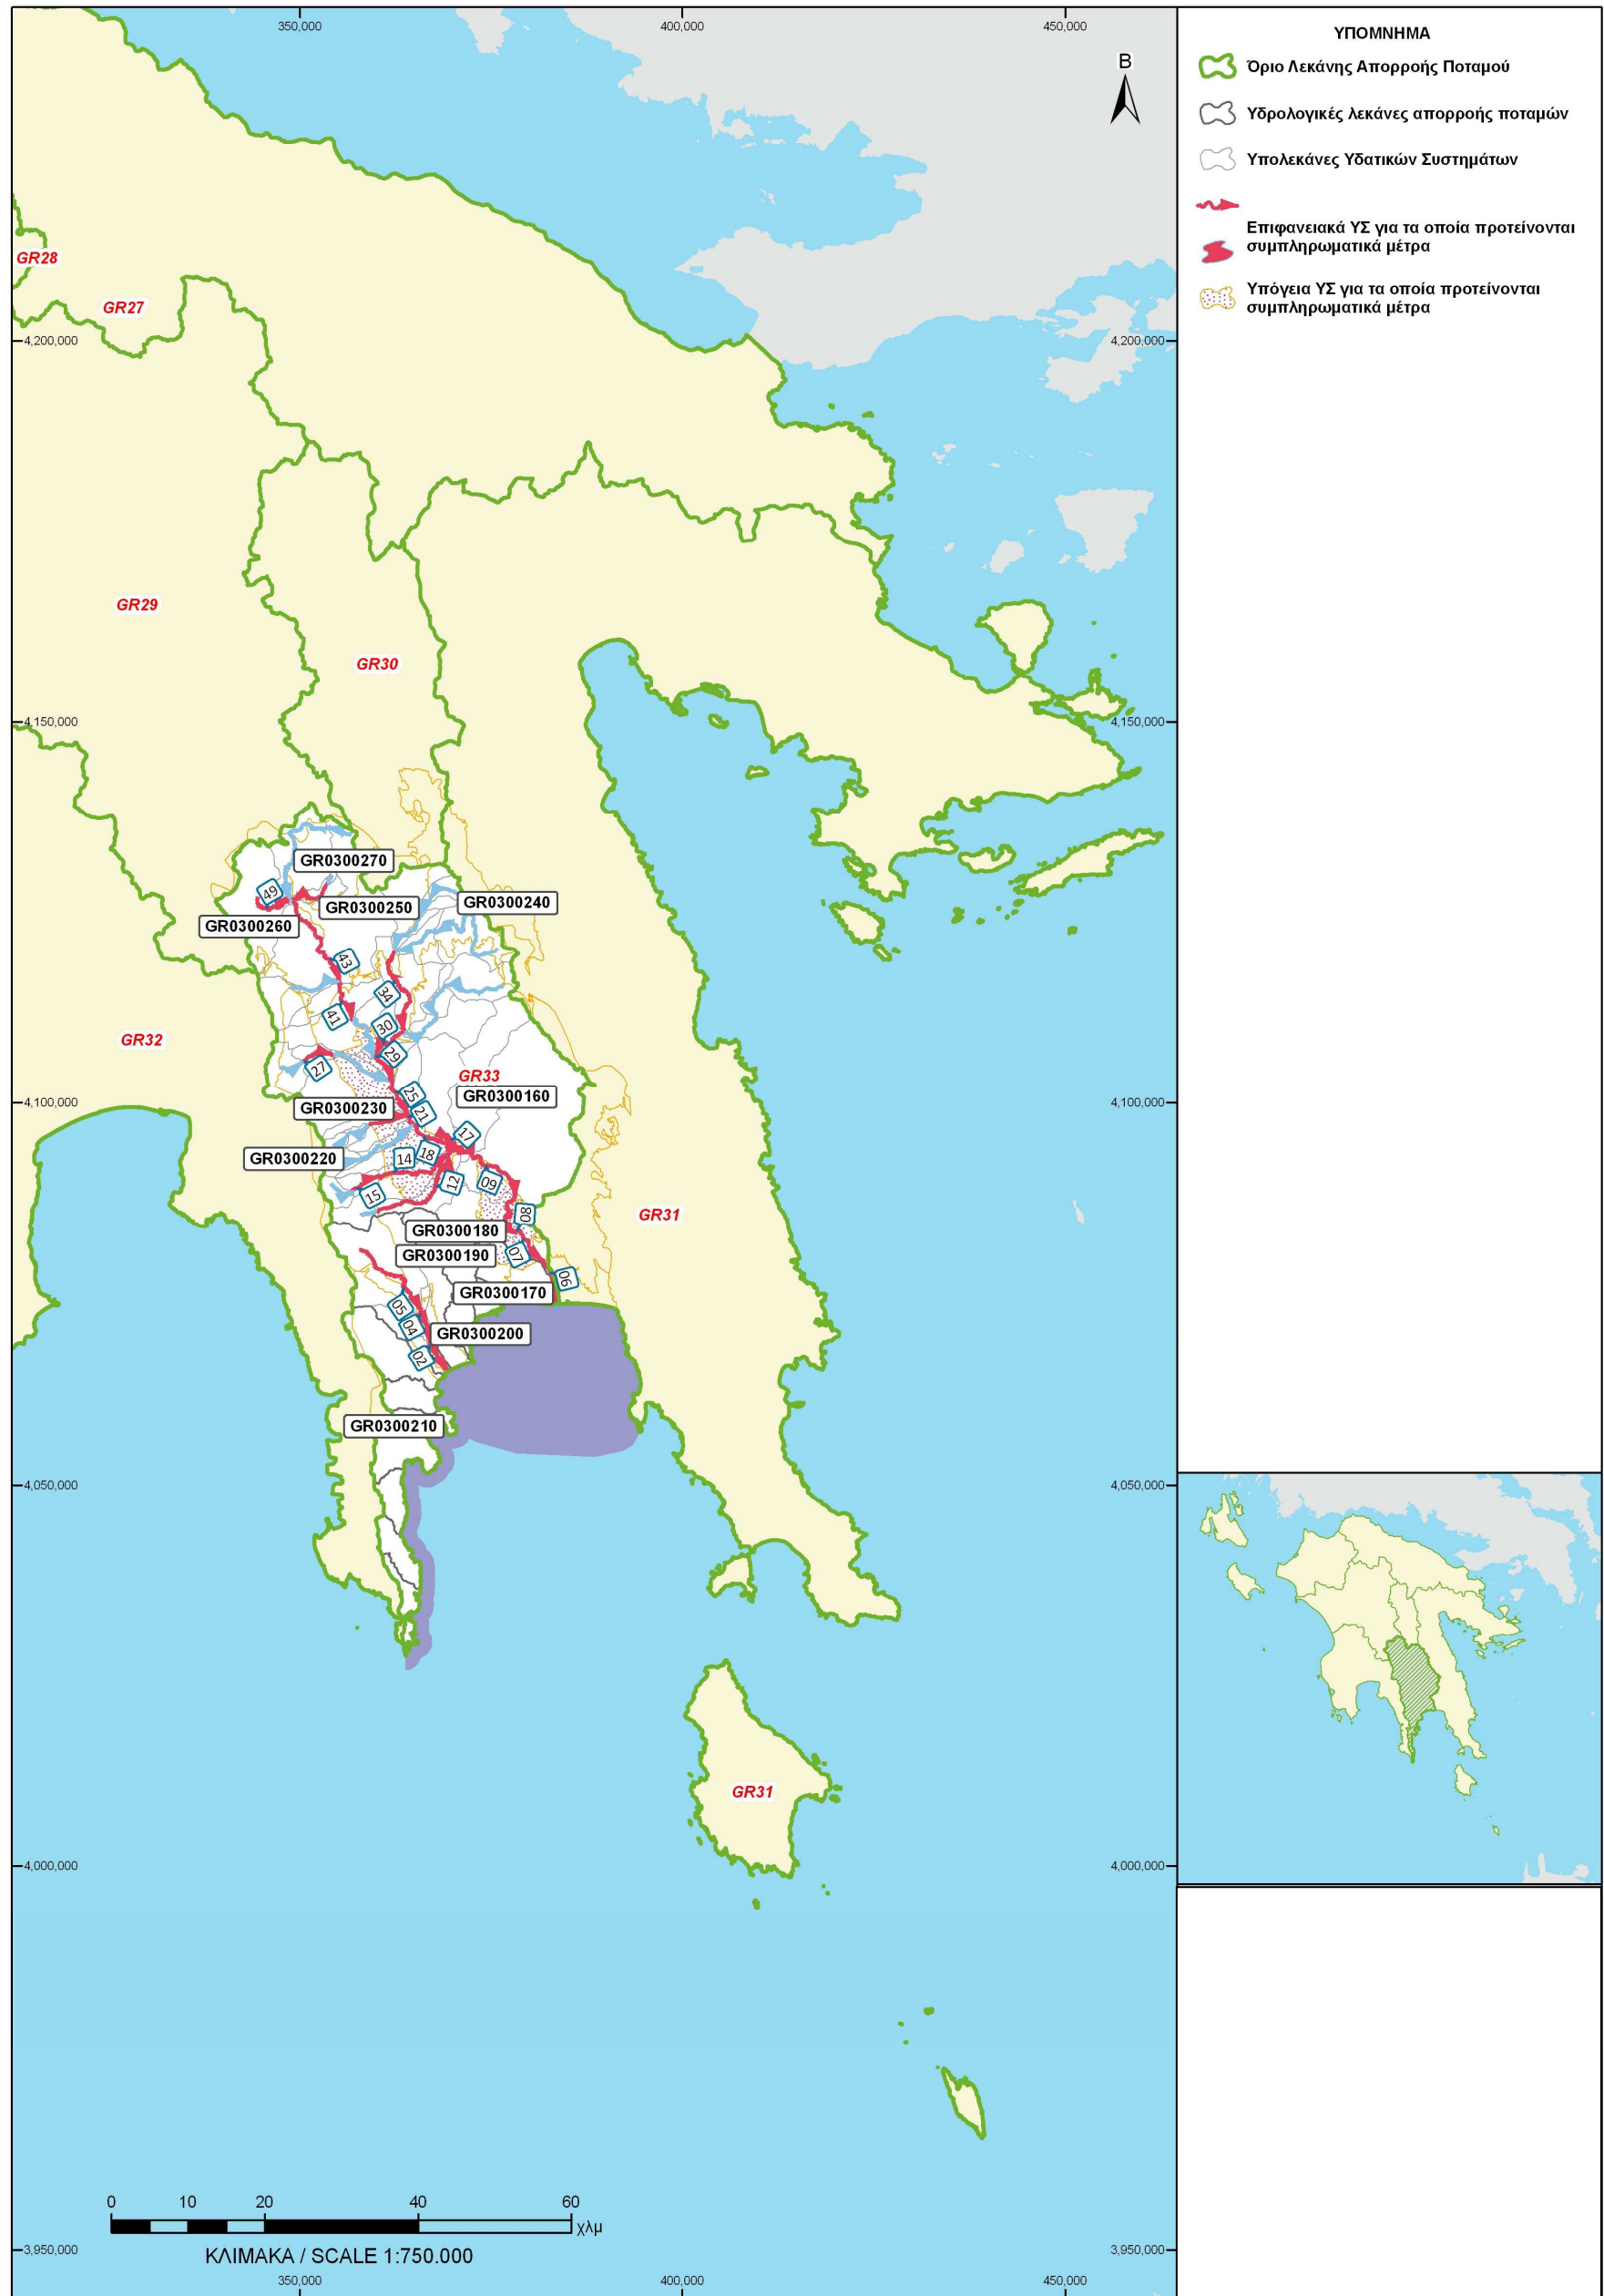 350,000
400,000
450,000
B
ΥΠΟΜΝΗΜΑ
Όριο Λεκάνης Απορροής Ποταμού
Υδρολογικές λεκάνες απορροής ποταμών
Υπολεκάνες Υδατικών Συστημάτων
Επιφανειακά ΥΣ για τα οποία προτείνονται
συμπληρωματικά μέτρα
Υπόγεια ΥΣ για τα οποία προτείνονται
συμπληρωματικά μέτρα
GR28
GR27
4,200,000
4,200,000
GR29
GR30
4,150,000
4,150,000
GR0300270
49
GR0300250
GR0300240
GR0300260
43
34
41
30
GR32
29
27
GR33
25
GR0300160
4,100,000
4,100,000
GR0300230
21
17
18
GR0300220
14
12
09
15
08
GR31
GR0300180
07
GR0300190
06
GR0300170
05
04
GR0300200
02
GR0300210
4,050,000
4,050,000
GR31
4,000,000
4,000,000
0
10
20
40
60
χλμ
ΚΛΙΜΑΚΑ / SCALE 1:750.000
3,950,000
3,950,000
350,000
400,000
450,000